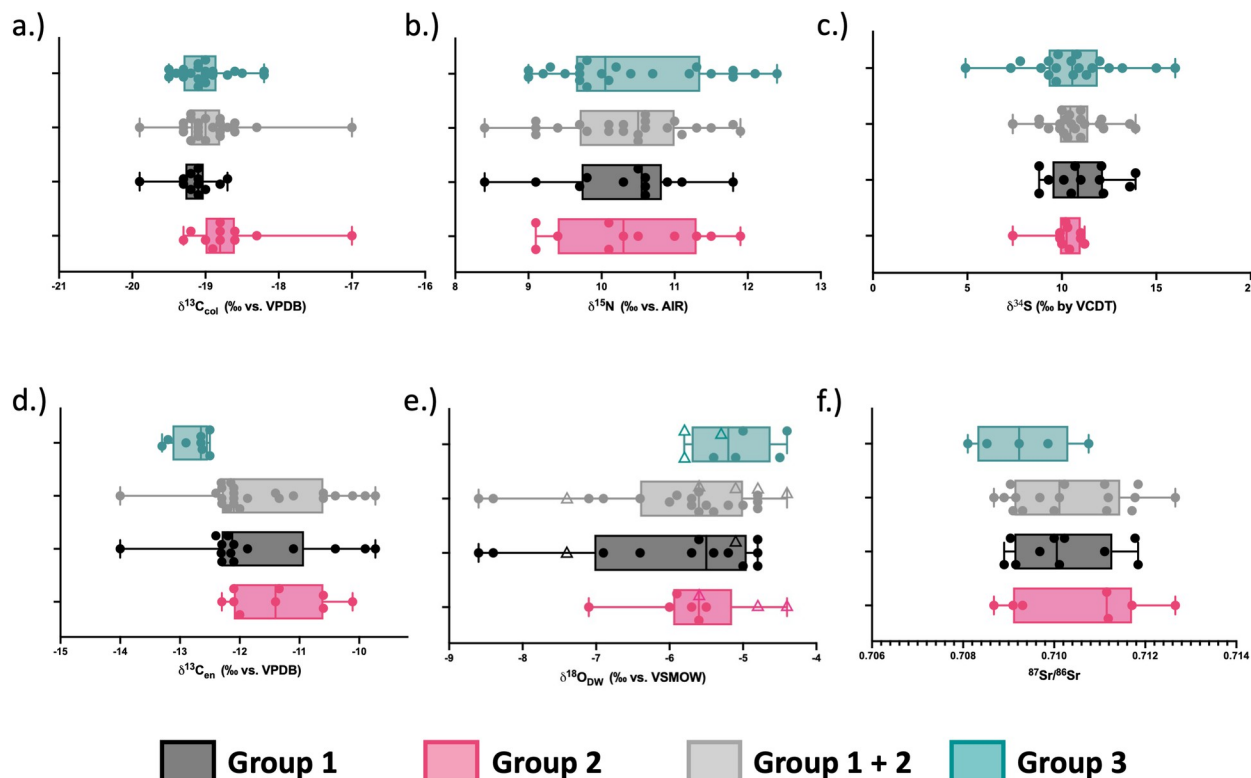 a.)
b.)
c.)
-21 -20 -19 -18 -17 -16
δ¹³C_col (‰ vs. VPDB)
8 9 10 11 12 13
δ¹⁵N (‰ vs. AIR)
0 5 10 15
δ³⁴S (‰ by VCDT)
d.)
e.)
f.)
-15 -14 -13 -12 -11 -10
δ¹³C_en (‰ vs. VPDB)
-9 -8 -7 -6 -5 -4
δ¹⁸O_DW (‰ vs. VSMOW)
0.706 0.708 0.710 0.712 0.714
⁸⁷Sr/⁸⁶Sr
Group 1 Group 2 Group 1 + 2 Group 3